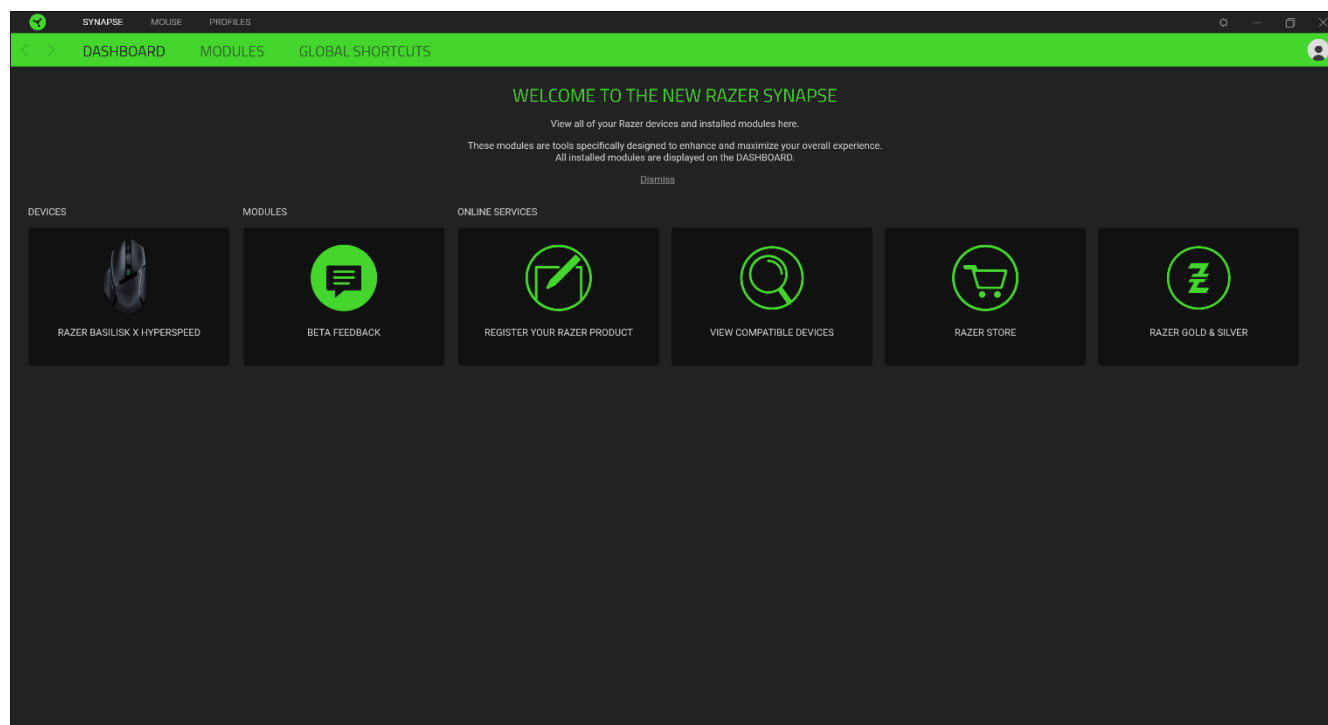 SYNAPSE MOUSE PROFILES
DASHBOARD MODULES GLOBAL SHORTCUTS
WELCOME TO THE NEW RAZER SYNAPSE
View all of your Razer devices and installed modules here.
These modules are tools specifically designed to enhance and maximize your overall experience.
All installed modules are displayed on the DASHBOARD.
Dismiss
DEVICES MODULES ONLINE SERVICES
RAZER BASILISK X HYPERSPEED BETA FEEDBACK REGISTER YOUR RAZER PRODUCT VIEW COMPATIBLE DEVICES RAZER STORE RAZER GOLD & SILVER